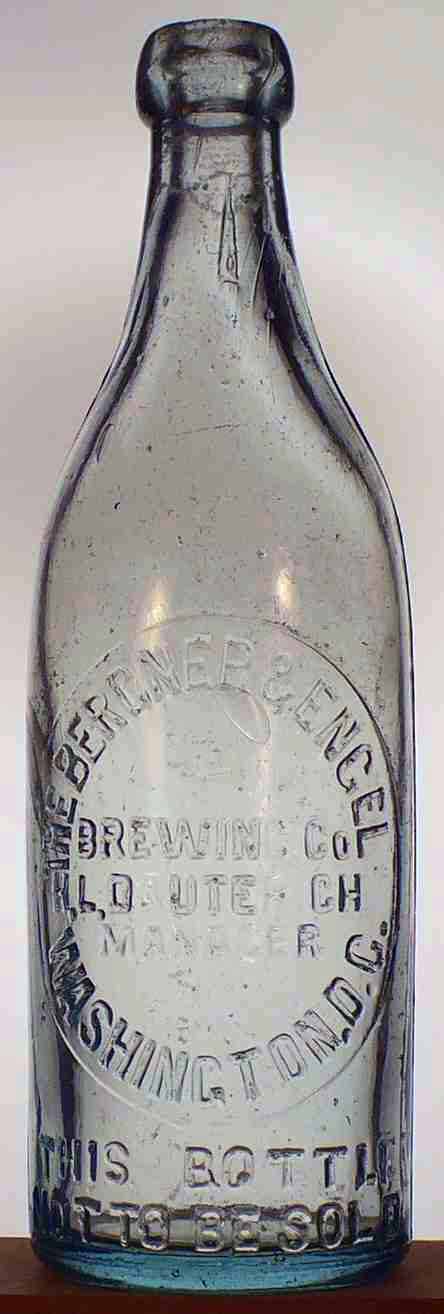 THE BERGNER & ENGEL
BREWING Co
MANAGER
WASHINGTON, D.C.
THIS BOTTLE
NOT TO BE SOLD